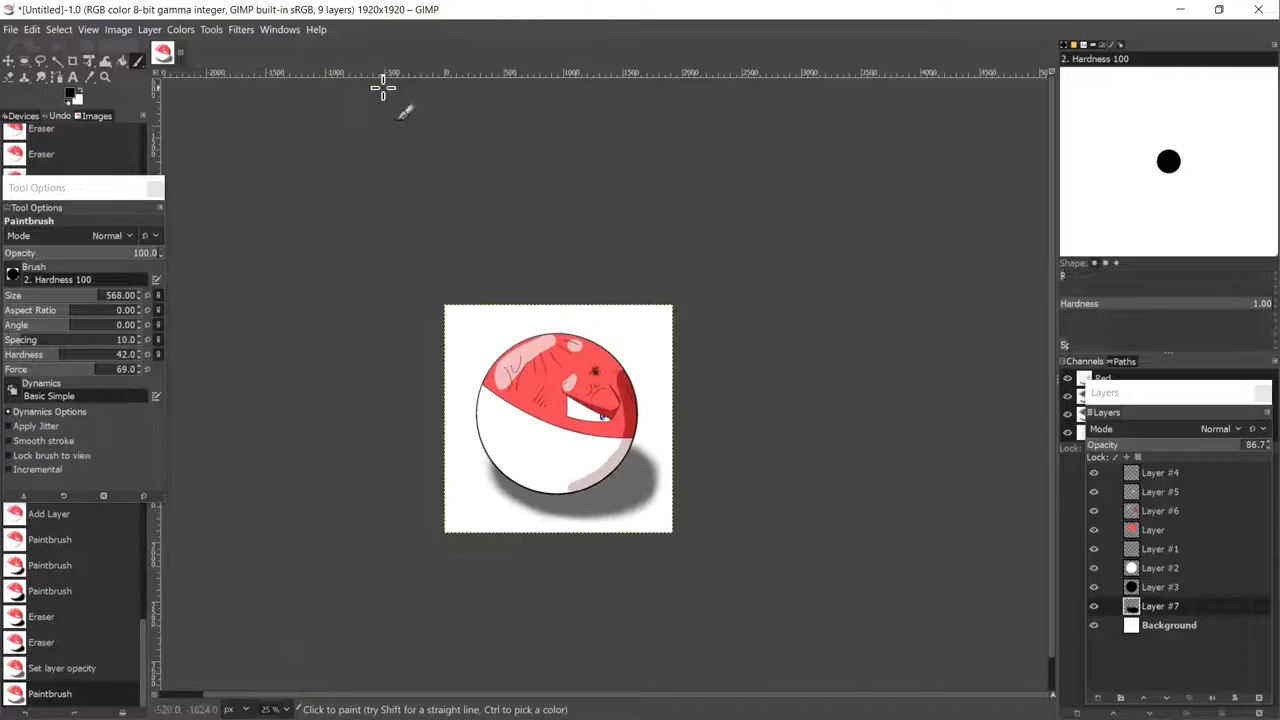 *[Untitled]-1.0 (RGB color 8-bit gamma integer, GIMP built-in sRGB, 9 layers) 1920x1920 – GIMP
File Edit Select View Image Layer Colors Tools Filters Windows Help
Devices Undo Images
Eraser
Eraser
Tool Options
Tool Options
Paintbrush
Mode Normal
Opacity 100.0
Brush
2. Hardness 100
Size 568.00
Aspect Ratio 0.00
Angle 0.00
Spacing 10.0
Hardness 42.0
Force 69.0
Dynamics
Basic Simple
Dynamics Options
Apply Jitter
Smooth stroke
Lock brush to view
Incremental
Add Layer
Paintbrush
Paintbrush
Paintbrush
Eraser
Eraser
Set layer opacity
Paintbrush
-520.0, -1824.0 px 25 % Click to paint (try Shift for a straight line, Ctrl to pick a color)
2. Hardness 100
Shape:
Hardness 1.00
Channels Paths
Red
Layers
Layers
Mode Normal
Opacity 86.7
Lock:
Layer #4
Layer #5
Layer #6
Layer
Layer #1
Layer #2
Layer #3
Layer #7
Background